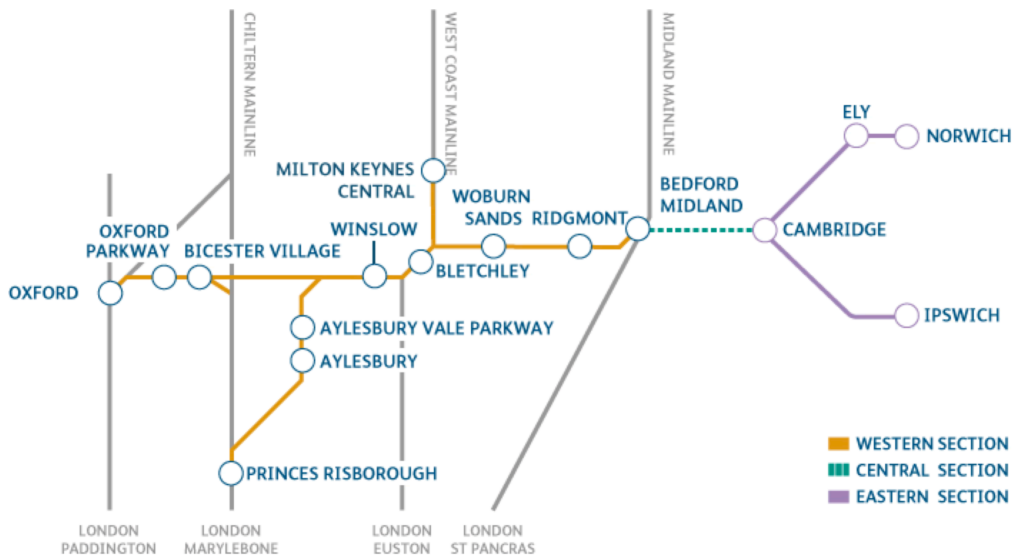 CHILTERN MAINLINE
WEST COAST MAINLINE
MIDLAND MAINLINE
ELY
NORWICH
MILTON KEYNES
CENTRAL
WOBURN
SANDS
RIDGMONT
BEDFORD
MIDLAND
CAMBRIDGE
OXFORD
PARKWAY
BICESTER VILLAGE
WINSLOW
BLETCHLEY
OXFORD
IPSWICH
AYLESBURY VALE PARKWAY
AYLESBURY
PRINCES RISBOROUGH
WESTERN SECTION
CENTRAL SECTION
EASTERN SECTION
LONDON
PADDINGTON
LONDON
MARYLEBONE
LONDON
EUSTON
LONDON
ST PANCRAS